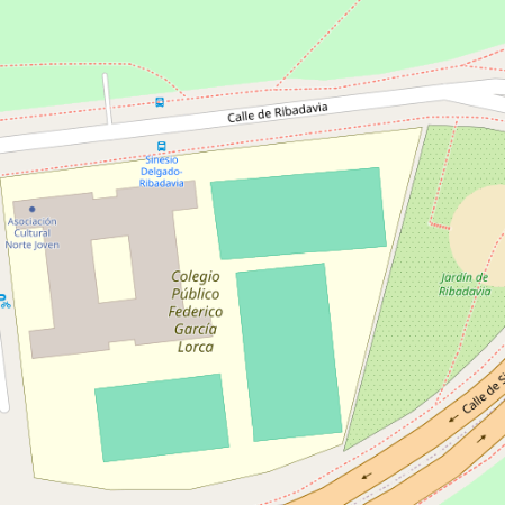 Calle de Ribadavia
Sinesio
Delgado-
Ribadavia
Asociación
Cultural
Norte Joven
Colegio
Público
Federico
García
Lorca
Jardín de
Ribadavia
Calle de S